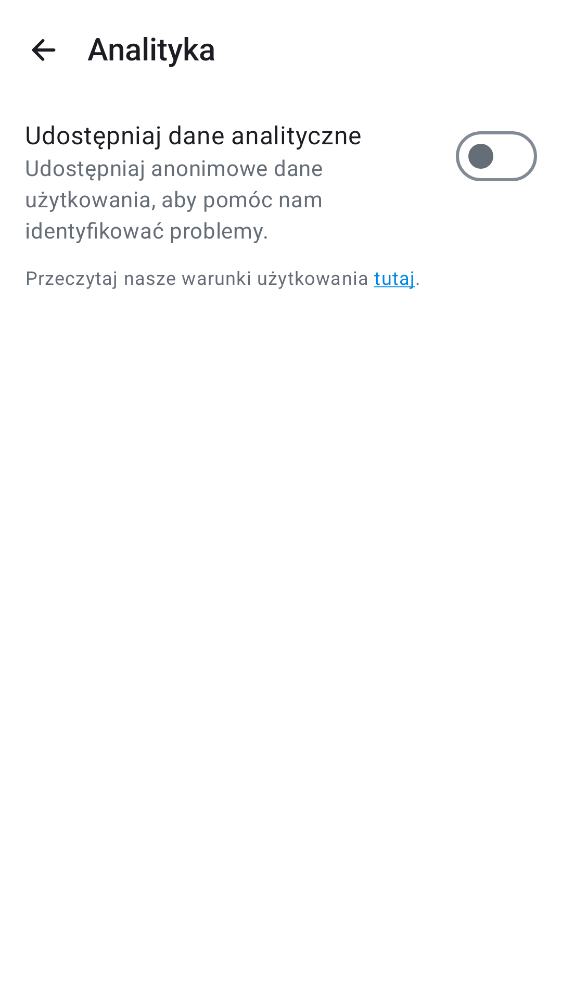 Analityka
Udostępniaj dane analityczne
Udostępniaj anonimowe dane
użytkowania, aby pomóc nam
identyfikować problemy.
Przeczytaj nasze warunki użytkowania tutaj.